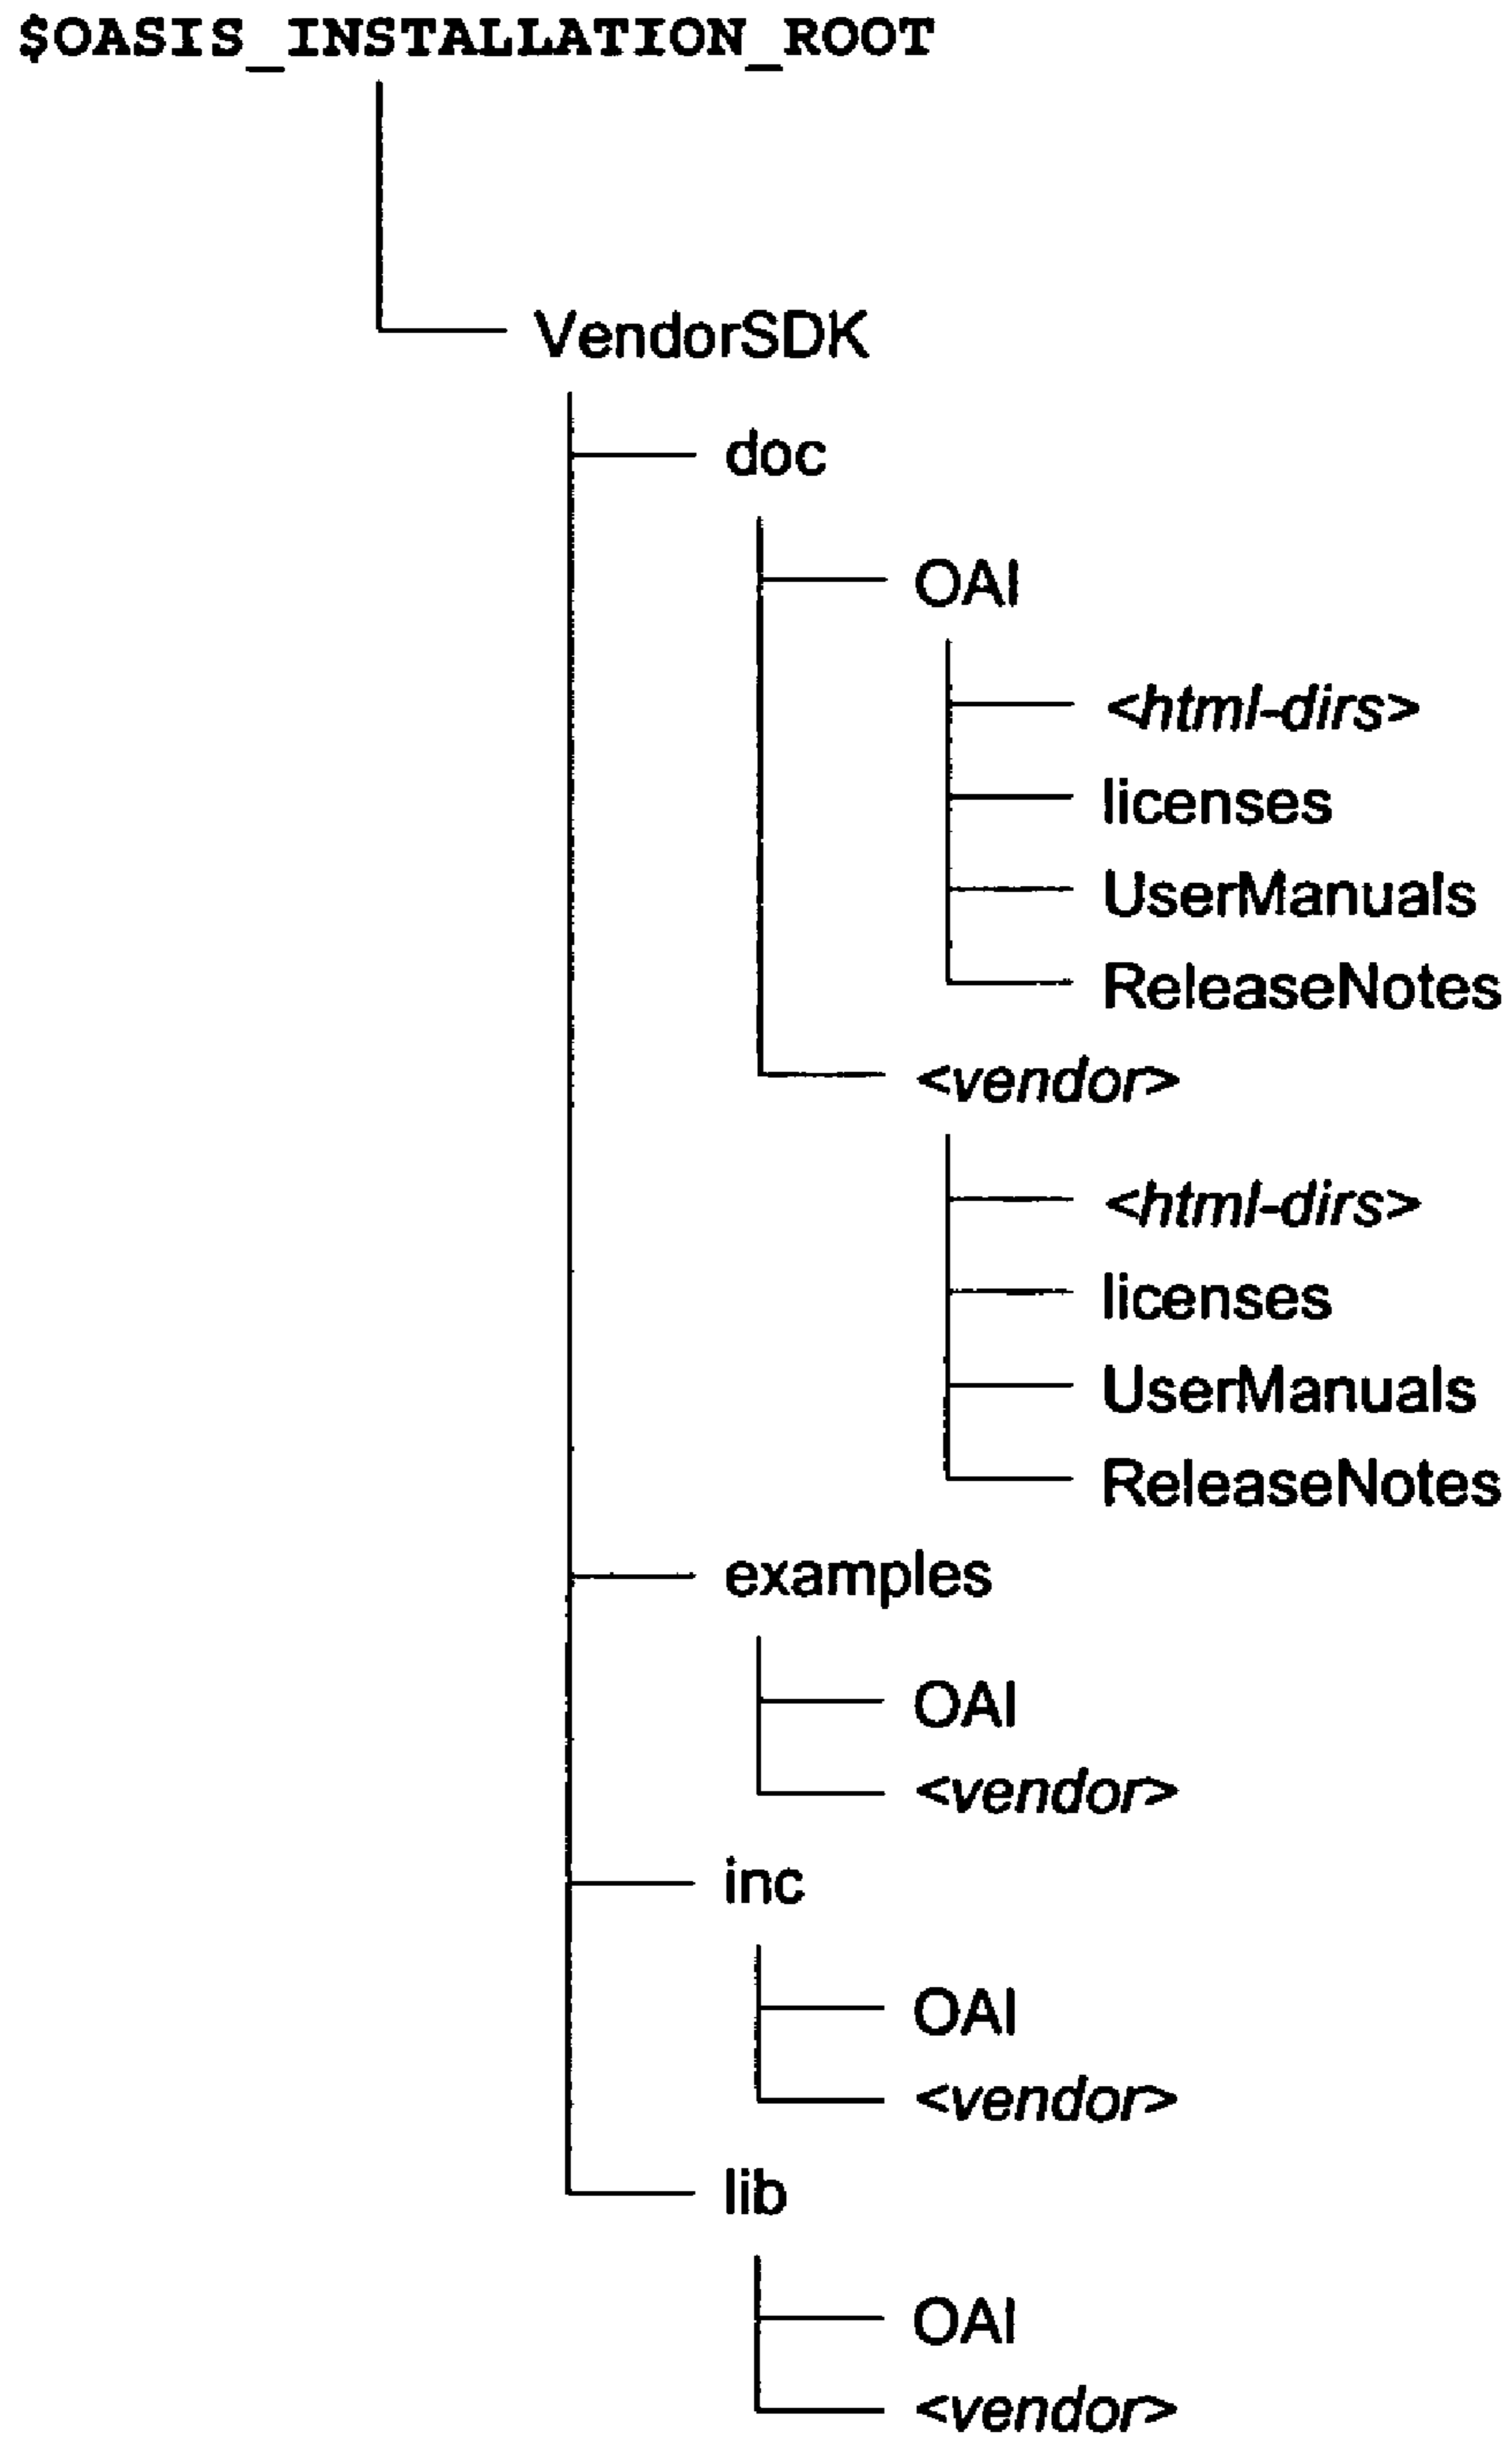 $OASIS_INSTALLATION_ROOT
VendorSDK
doc
OAI
<html-dirs>
licenses
UserManuals
ReleaseNotes
<vendor>
<html-dirs>
licenses
UserManuals
ReleaseNotes
examples
OAI
<vendor>
inc
OAI
<vendor>
lib
OAI
<vendor>